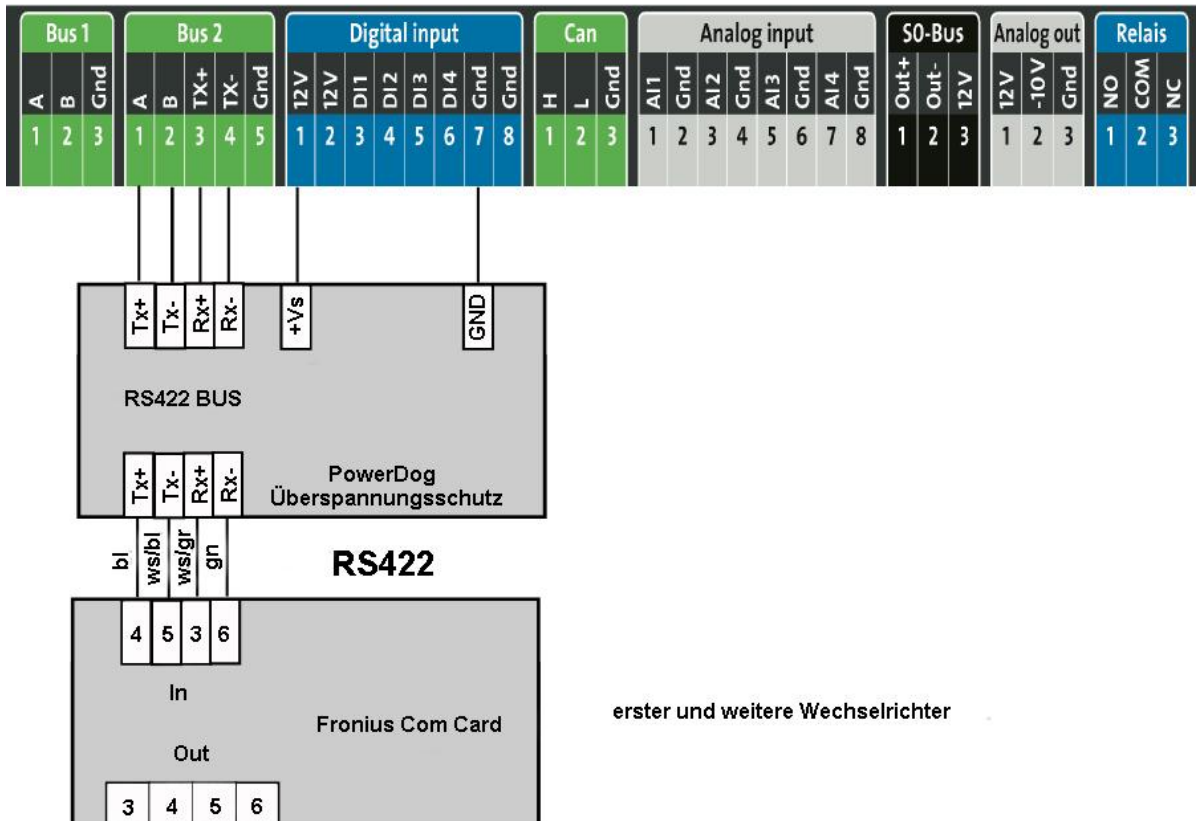 Bus 1 Bus 2 Digital input Can Analog input S0-Bus Analog out Relais
A B Gnd A B TX+ TX- Gnd 12V 12V DI1 DI2 DI3 DI4 Gnd Gnd H L Gnd AI1 Gnd AI2 Gnd AI3 Gnd AI4 Gnd Out+ Out- 12V 12V -10V Gnd NO COM NC
1 2 3 1 2 3 4 5 1 2 3 4 5 6 7 8 1 2 3 1 2 3 4 5 6 7 8 1 2 3 1 2 3 1 2 3
Tx+ Tx- Rx+ Rx- +Vs GND
RS422 BUS
Tx+ Tx- Rx+ Rx-
PowerDog
Überspannungsschutz
bl ws/bl ws/gr gn
RS422
4 5 3 6
In
Fronius Com Card
erster und weitere Wechselrichter
Out
3 4 5 6